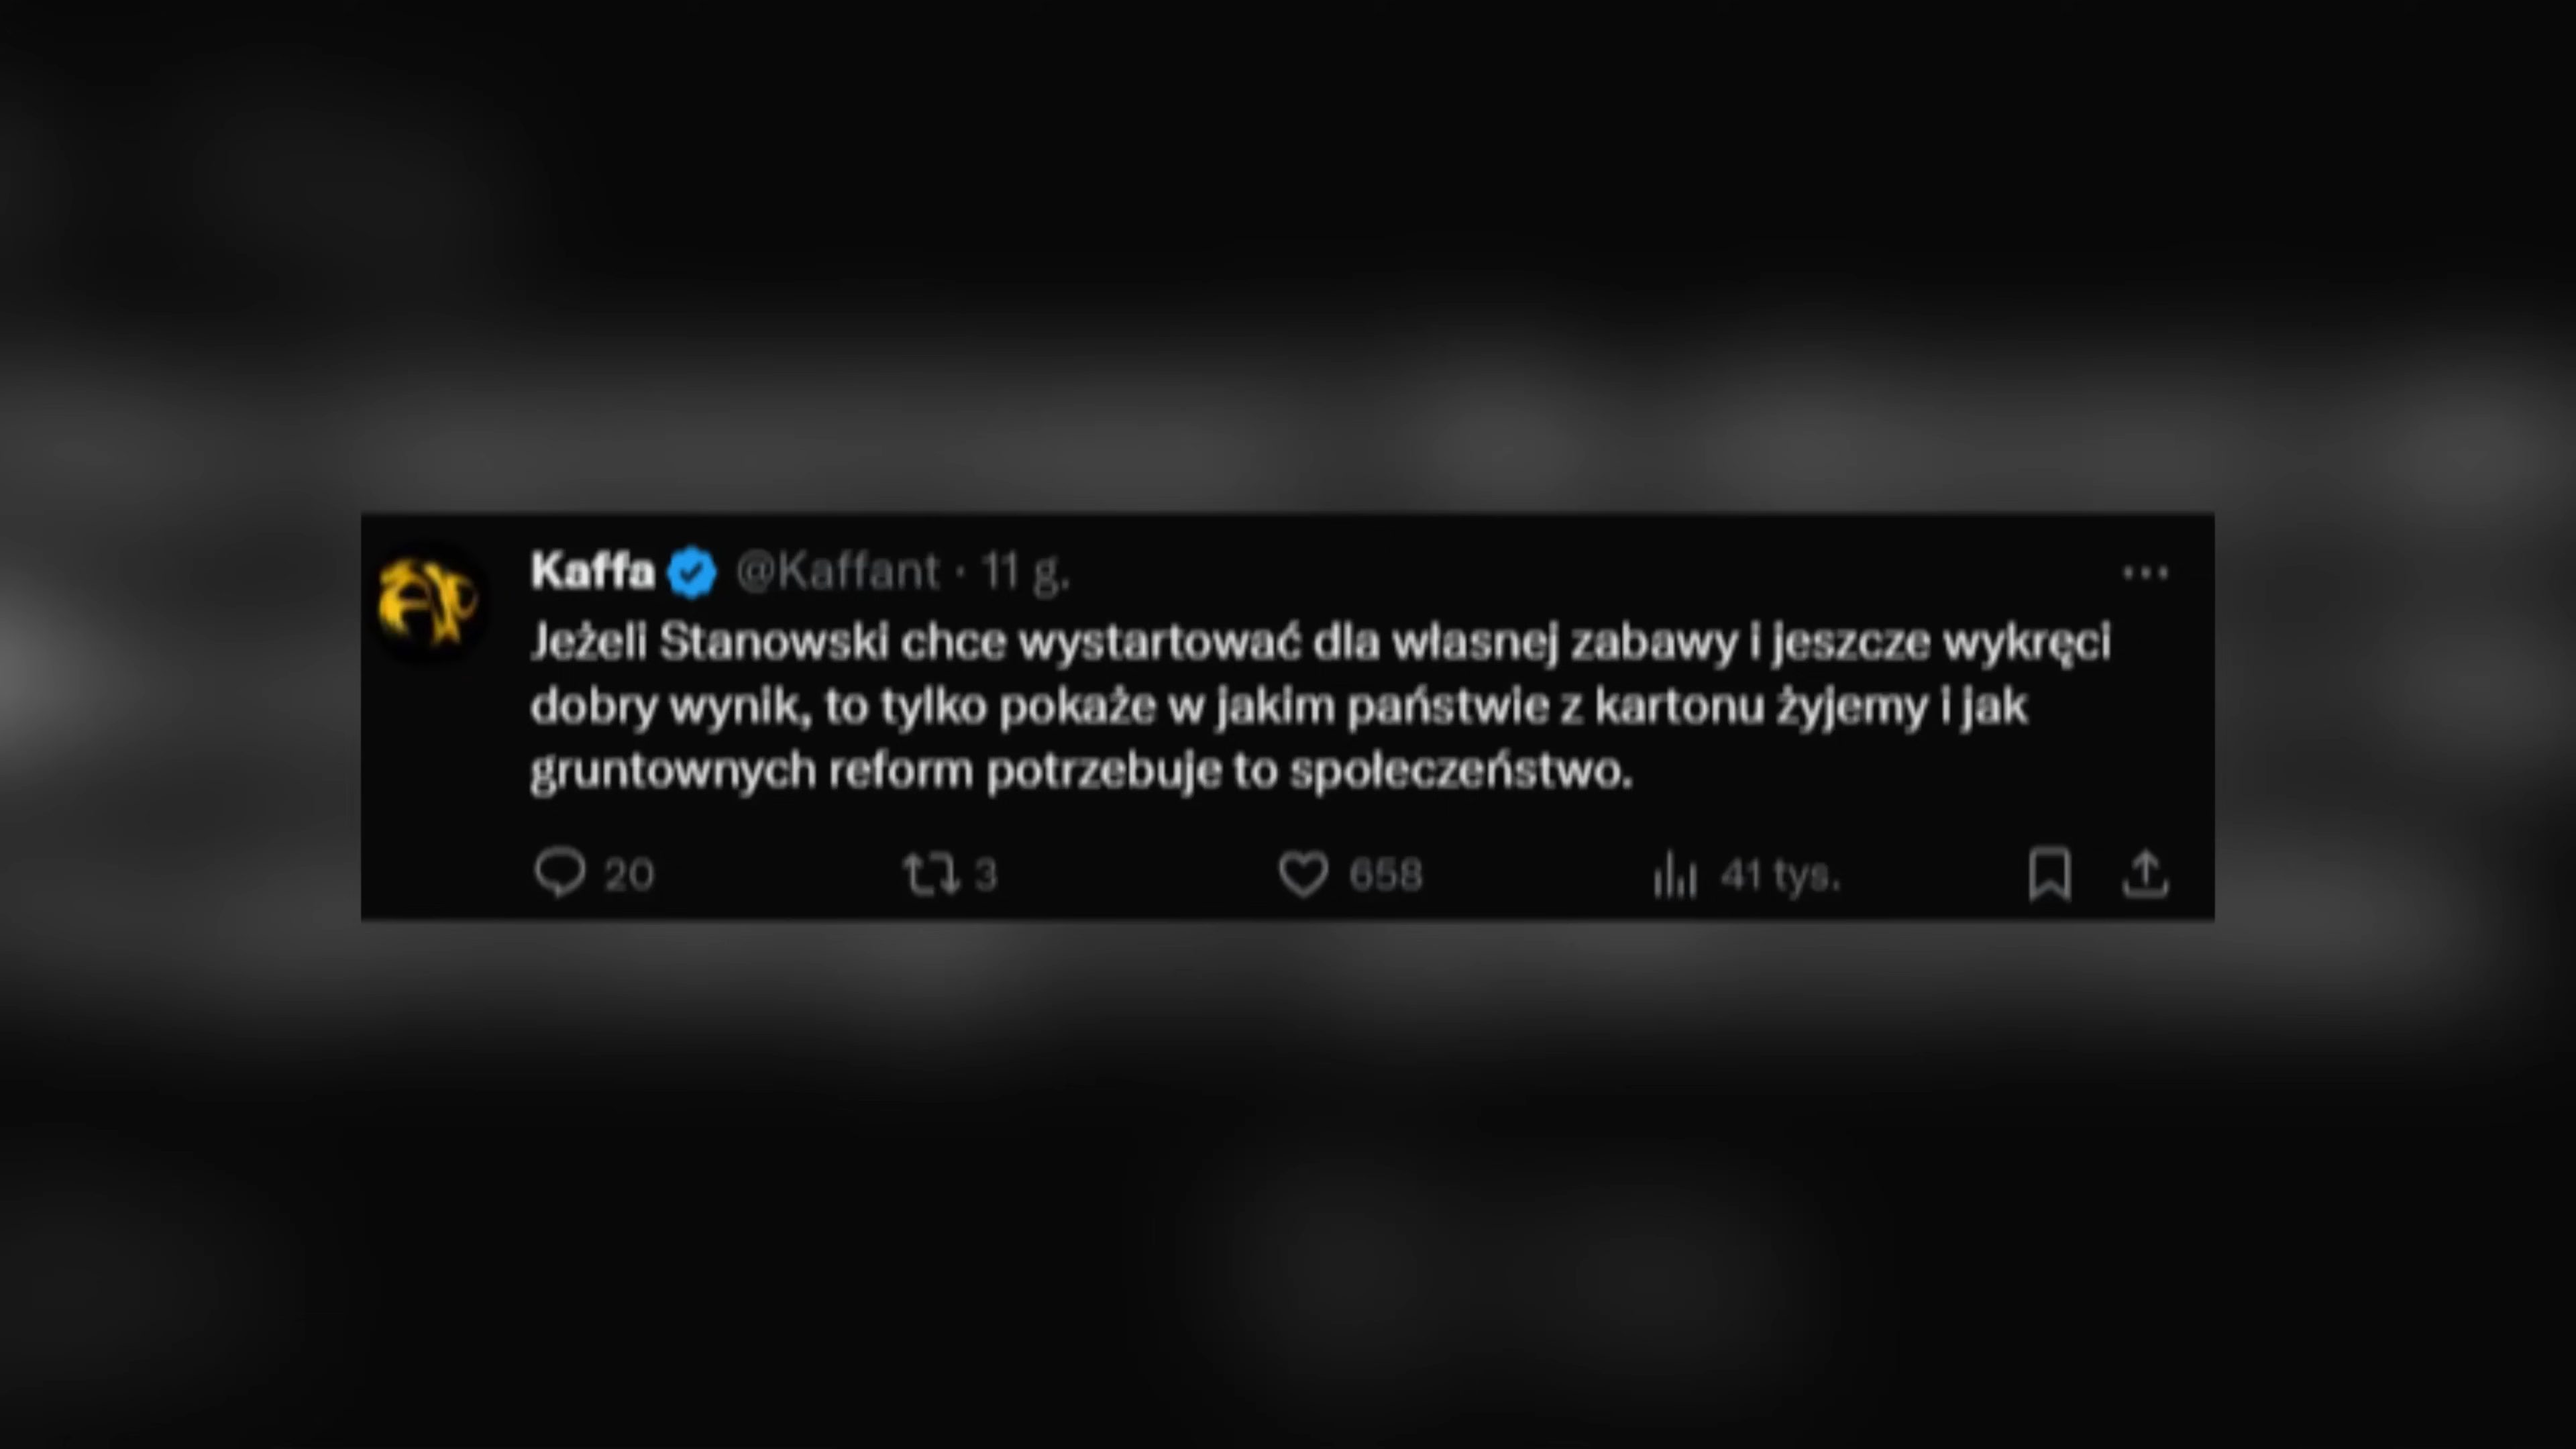 Kaffa @Kaffant · 11 g.
Jeżeli Stanowski chce wystartować dla własnej zabawy i jeszcze wykręci
dobry wynik, to tylko pokaże w jakim państwie z kartonu żyjemy i jak
gruntownych reform potrzebuje to społeczeństwo.
20 3 658 41 tys.